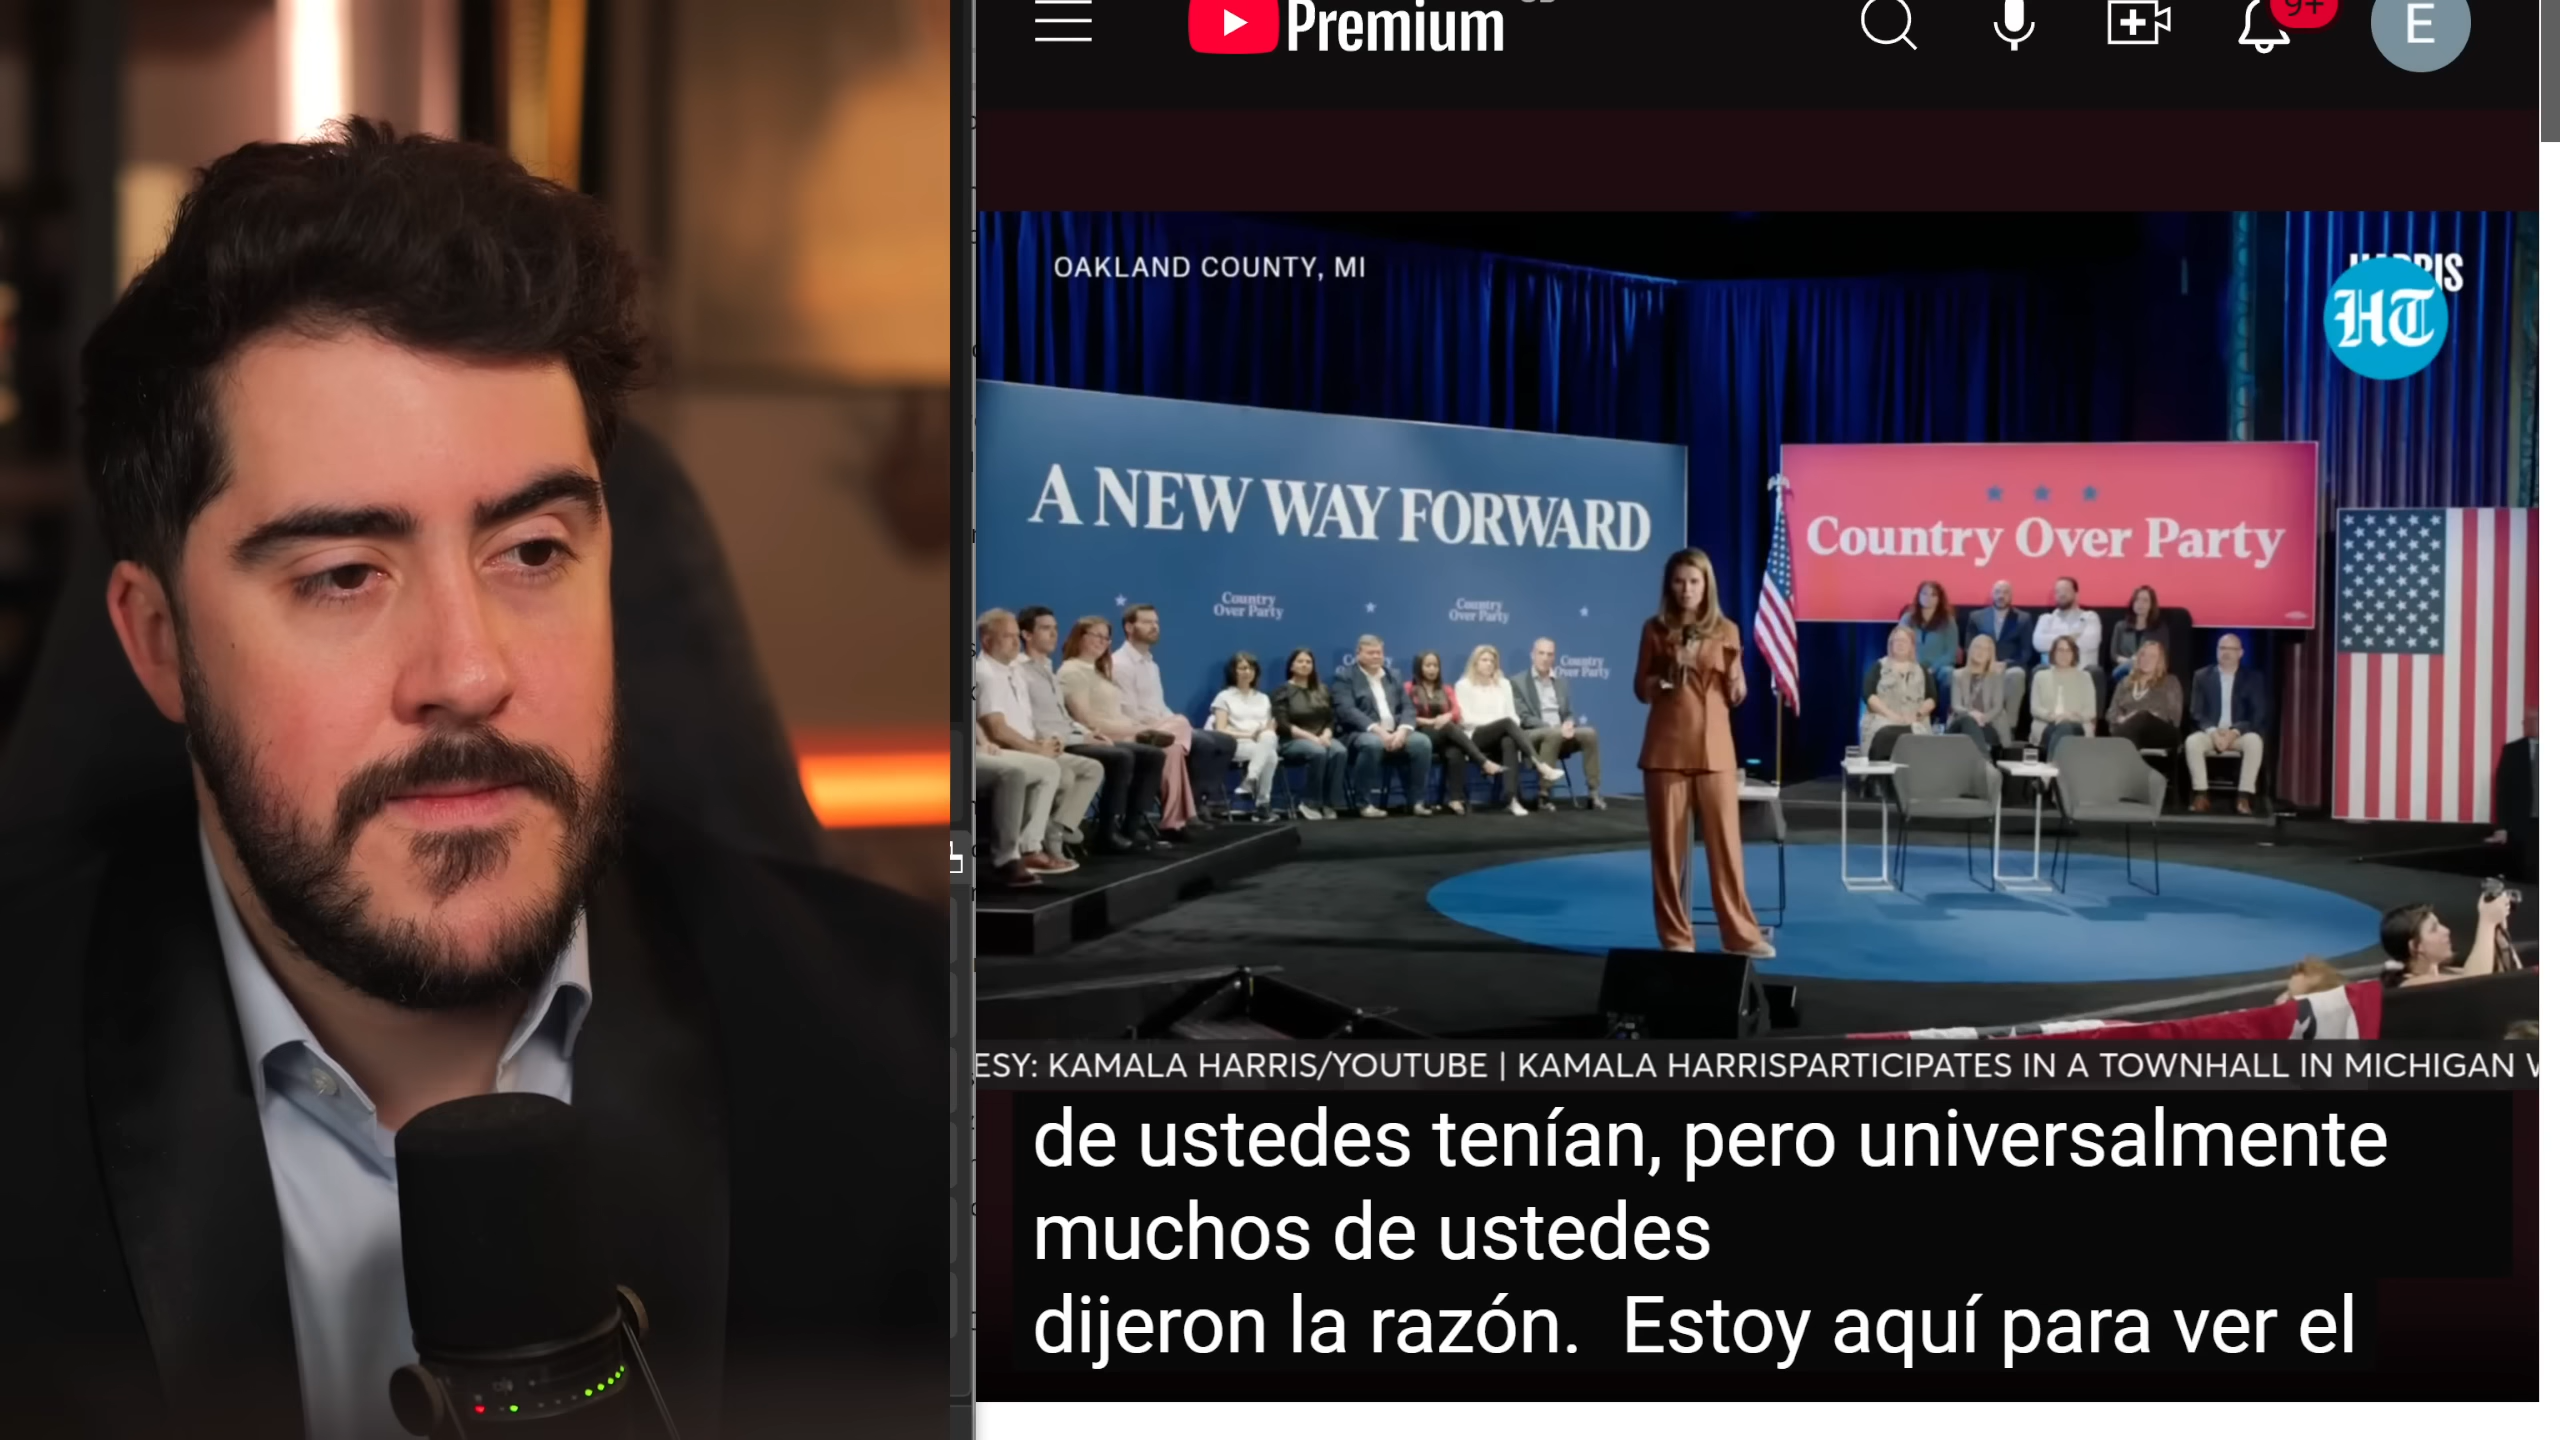 Premium
9+
E
OAKLAND COUNTY, MI
HT
A NEW WAY FORWARD
Country Over Party
Country
Over Party
Country
Over Party
Country
Over Party
ESY: KAMALA HARRIS/YOUTUBE | KAMALA HARRISPARTICIPATES IN A TOWNHALL IN MICHIGAN
de ustedes tenían, pero universalmente
muchos de ustedes
dijeron la razón. Estoy aquí para ver el